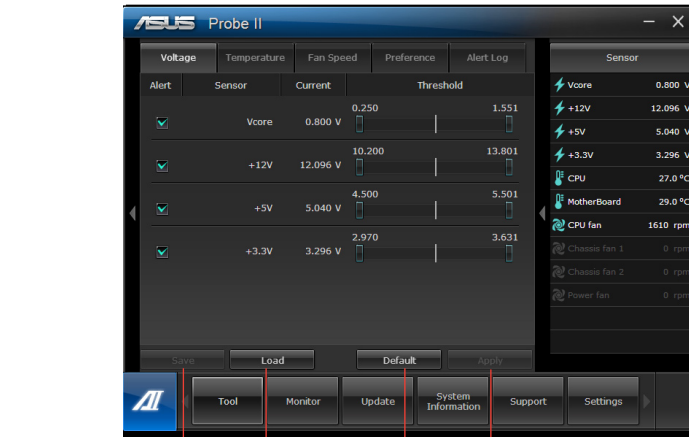 ASUS Probe II
Voltage Temperature Fan Speed Preference Alert Log
Alert Sensor Current Threshold
0.250 1.551
Vcore 0.800 V
10.200 13.801
+12V 12.096 V
4.500 5.501
+5V 5.040 V
2.970 3.631
+3.3V 3.296 V
Save Load Default Apply
Sensor
Vcore 0.800 V
+12V 12.096 V
+5V 5.040 V
+3.3V 3.296 V
CPU 27.0 ºC
MotherBoard 29.0 ºC
CPU fan 1610 rpm
Chassis fan 1 0 rpm
Chassis fan 2 0 rpm
Power fan 0 rpm
AI Tool Monitor Update System Information Support Settings